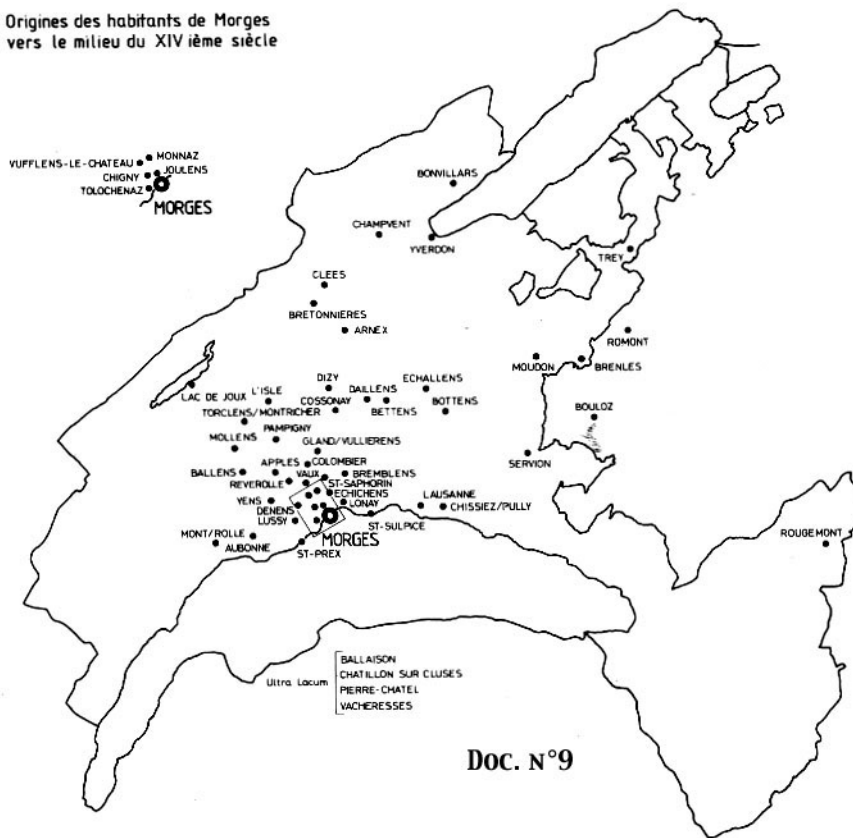 Origines des habitants de Morges
vers le milieu du XIV ième siècle
MONNAZ
VUFFLENS-LE-CHATEAU
JOULENS
CHIGNY
TOLOCHENAZ
MORGES
BONVILLARS
CHAMPVENT
YVERDON
TREY
CLEES
BRETONNIERES
ARNEX
ROMONT
MOUDON
BRENLES
LAC DE JOUX
L'ISLE
DIZY
DAILLENS
ECHALLENS
COSSONAY
BETTENS
BOTTENS
BOULOZ
TORCLENS/MONTRICHER
PAMPIGNY
MOLLENS
GLAND/VULLIERENS
SERVION
BALLENS
APPLES
COLOMBIER
REVEROLLE
VAUX
BREMBLENS
ST-SAPHORIN
YENS
ECHICHENS
LAUSANNE
DENENS
LONAY
CHISSIEZ/PULLY
LUSSY
ST-SULPICE
MONT/ROLLE
MORGES
ROUGEMONT
AUBONNE
ST-PREX
Ultra Lacum
BALLAISON
CHATILLON SUR CLUSES
PIERRE-CHATEL
VACHERESSES
DOC. N°9